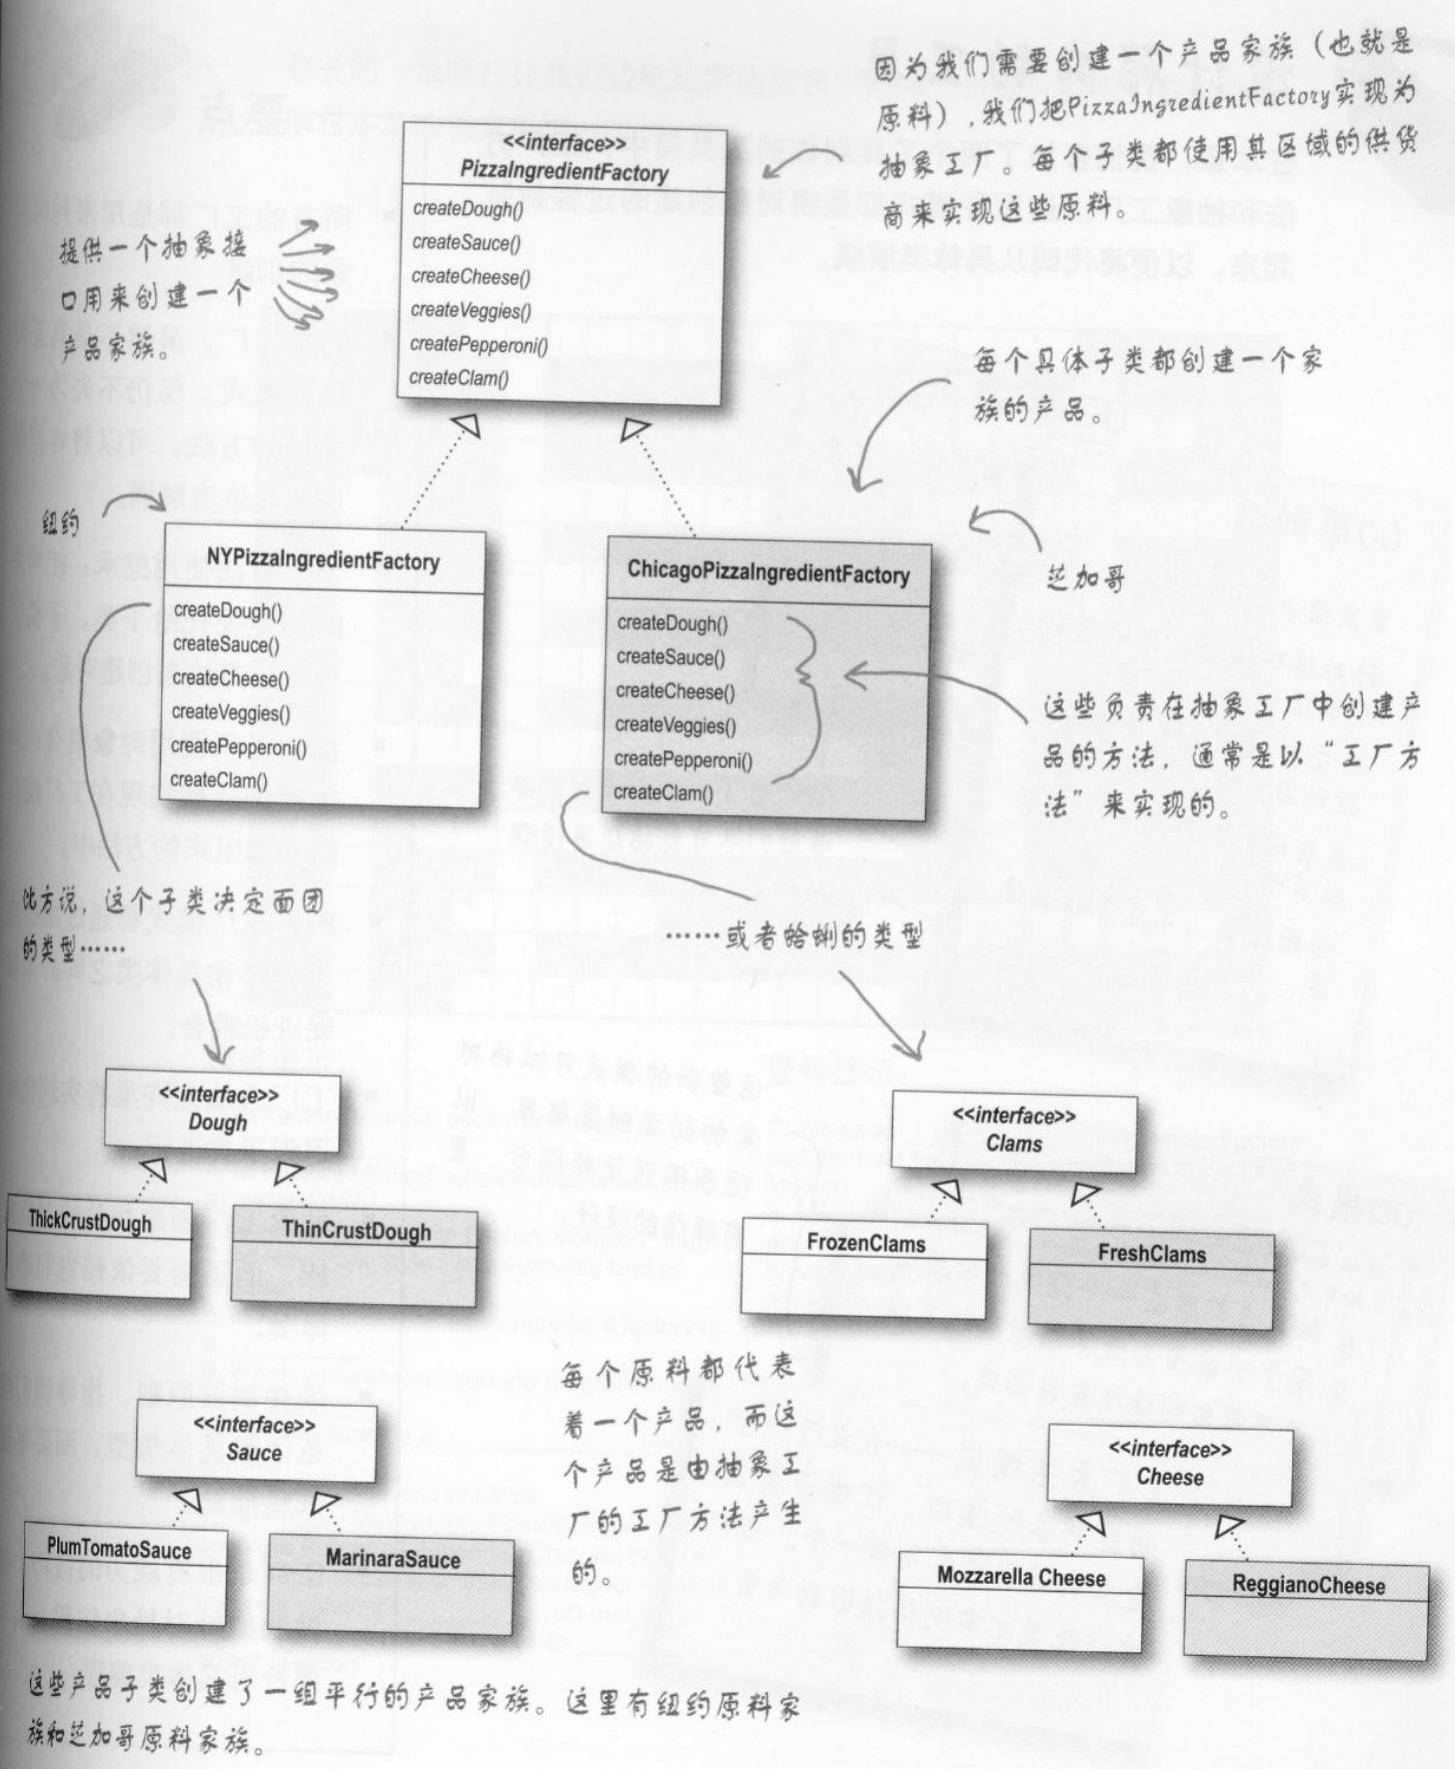 因为我们需要创建一个产品家族（也就是
原料），我们把PizzaIngredientFactory实现为
抽象工厂。每个子类都使用其区域的供货
商来实现这些原料。
<<interface>>
PizzaIngredientFactory
createDough()
createSauce()
createCheese()
createVeggies()
createPepperoni()
createClam()
提供一个抽象接
口用来创建一个
产品家族。
每个具体子类都创建一个家
族的产品。
纽约
NYPizzaIngredientFactory
createDough()
createSauce()
createCheese()
createVeggies()
createPepperoni()
createClam()
ChicagoPizzaIngredientFactory
createDough()
createSauce()
createCheese()
createVeggies()
createPepperoni()
createClam()
芝加哥
这些负责在抽象工厂中创建产
品的方法，通常是以“工厂方
法”来实现的。
比方说，这个子类决定面团
的类型……
……或者蛤蜊的类型
<<interface>>
Dough
ThickCrustDough
ThinCrustDough
<<interface>>
Clams
FrozenClams
FreshClams
每个原料都代表
着一个产品，而这
个产品是由抽象工
厂的工厂方法产生
的。
<<interface>>
Sauce
PlumTomatoSauce
MarinaraSauce
<<interface>>
Cheese
Mozzarella Cheese
ReggianoCheese
这些产品子类创建了一组平行的产品家族。这里有纽约原料家
族和芝加哥原料家族。